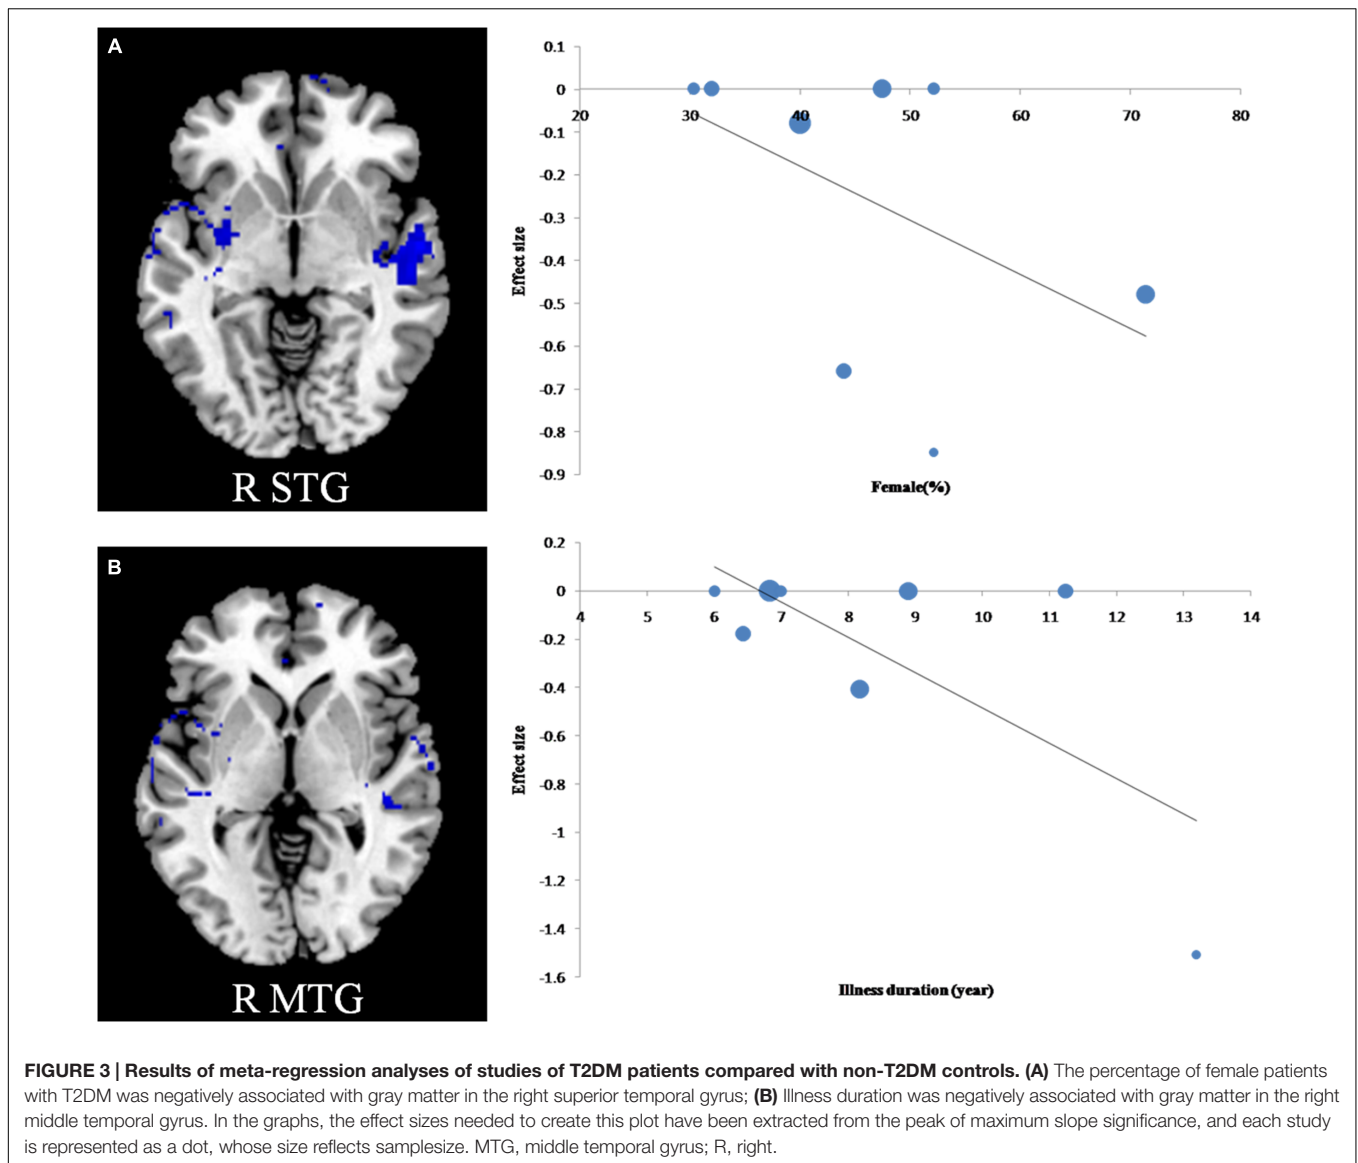 A
R STG
0.1
0
-0.1
-0.2
-0.3
-0.4
-0.5
-0.6
-0.7
-0.8
-0.9
20 30 40 50 60 70 80
Effect size
Female(%)
B
R MTG
0.2
0
-0.2
-0.4
-0.6
-0.8
-1
-1.2
-1.4
-1.6
4 5 6 7 8 9 10 11 12 13 14
Effect size
Illness duration (year)
FIGURE 3 | Results of meta-regression analyses of studies of T2DM patients compared with non-T2DM controls. (A) The percentage of female patients
with T2DM was negatively associated with gray matter in the right superior temporal gyrus; (B) Illness duration was negatively associated with gray matter in the right
middle temporal gyrus. In the graphs, the effect sizes needed to create this plot have been extracted from the peak of maximum slope significance, and each study
is represented as a dot, whose size reflects samplesize. MTG, middle temporal gyrus; R, right.